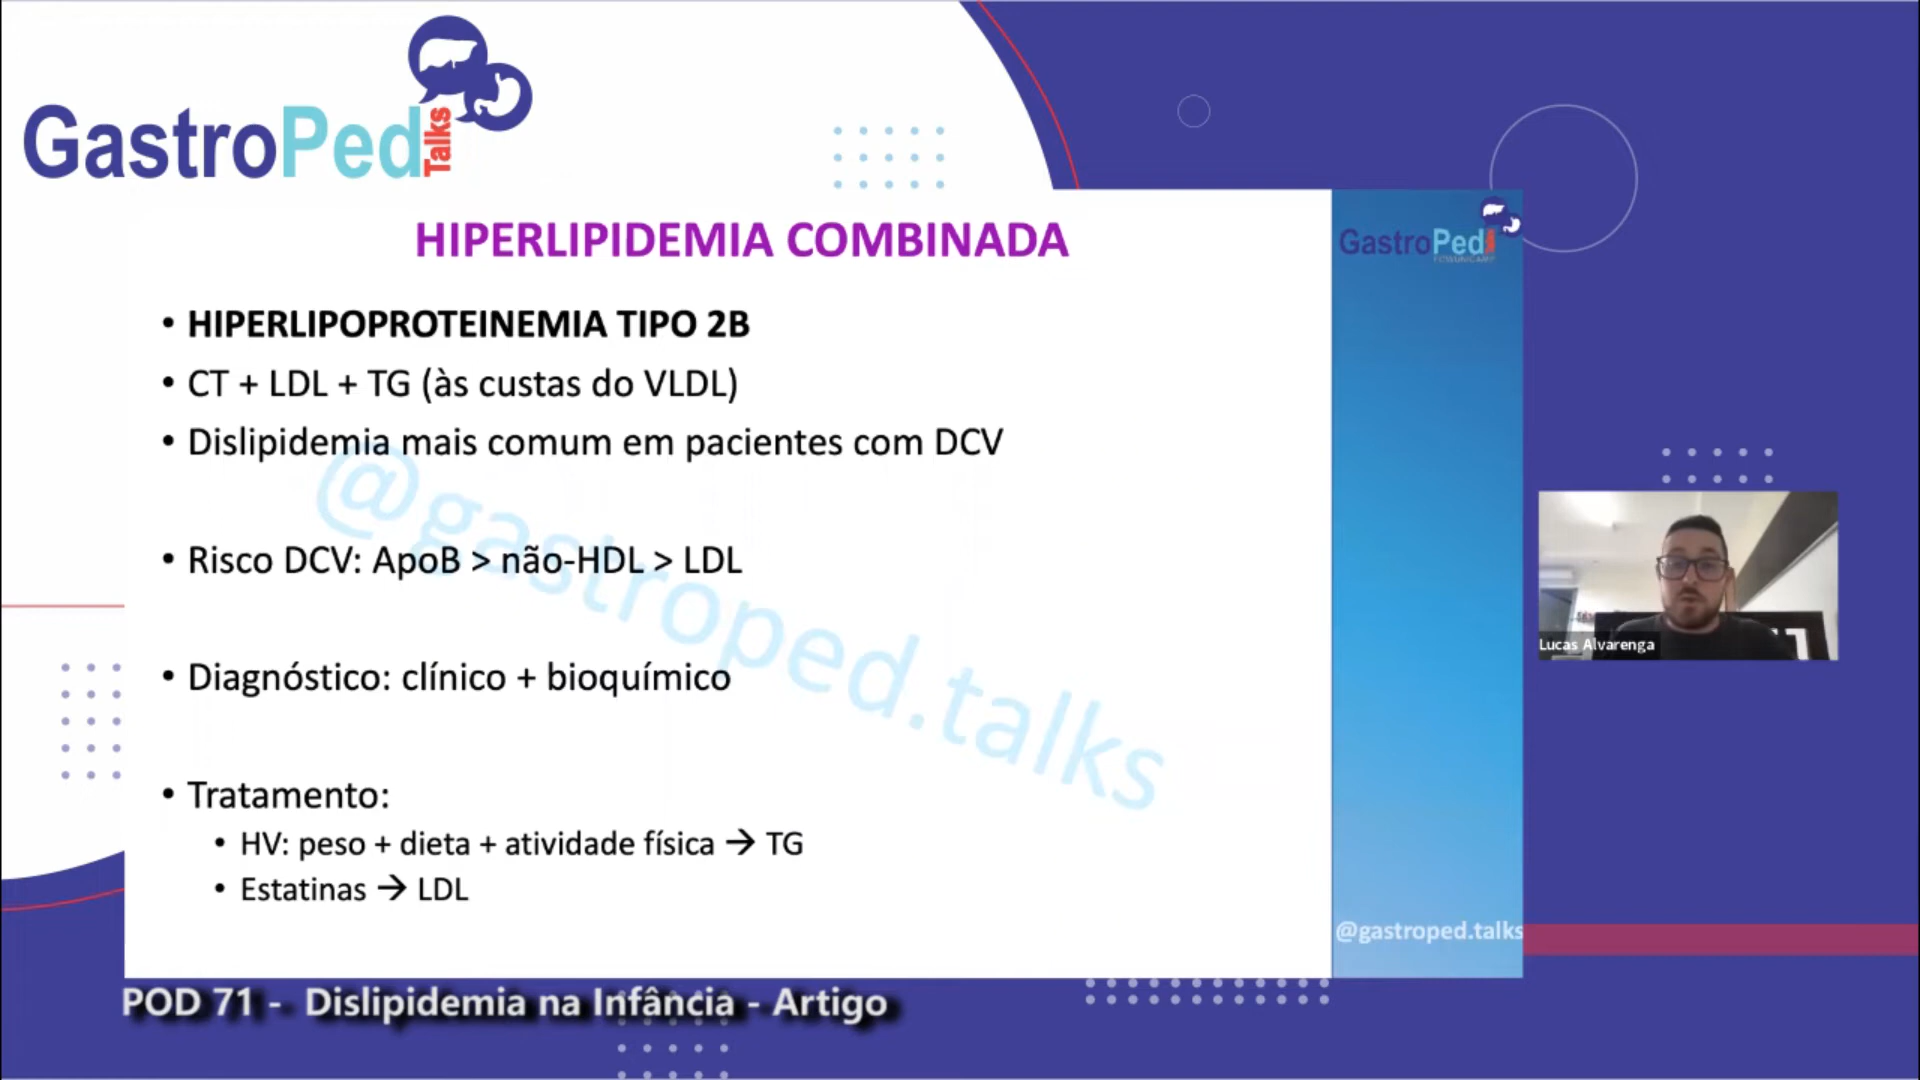 GastroPed Talks
HIPERLIPIDEMIA COMBINADA
GastroPed
• HIPERLIPOPROTEINEMIA TIPO 2B
• CT + LDL + TG (às custas do VLDL)
• Dislipidemia mais comum em pacientes com DCV
@gastroped.talks
• Risco DCV: ApoB > não-HDL > LDL
Lucas Alvarenga
• Diagnóstico: clínico + bioquímico
• Tratamento:
• HV: peso + dieta + atividade física → TG
• Estatinas → LDL
@gastroped.talks
POD 71 - Dislipidemia na Infância - Artigo